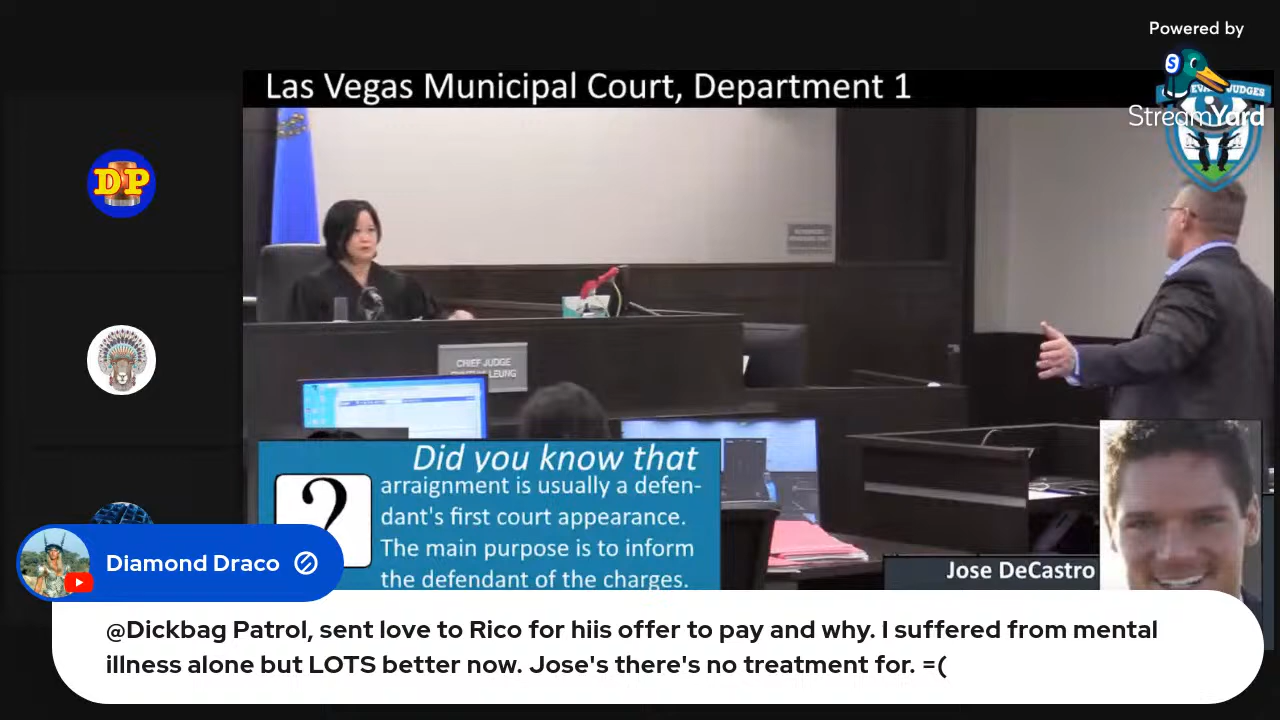 Powered by
StreamYard
S
JUDGES
Las Vegas Municipal Court, Department 1
DP
CHIEF JUDGE
LEUNG
Did you know that
?
arraignment is usually a defen-
dant's first court appearance.
The main purpose is to inform
the defendant of the charges.
Jose DeCastro
Diamond Draco
@Dickbag Patrol, sent love to Rico for hiis offer to pay and why. I suffered from mental
illness alone but LOTS better now. Jose's there's no treatment for. =(